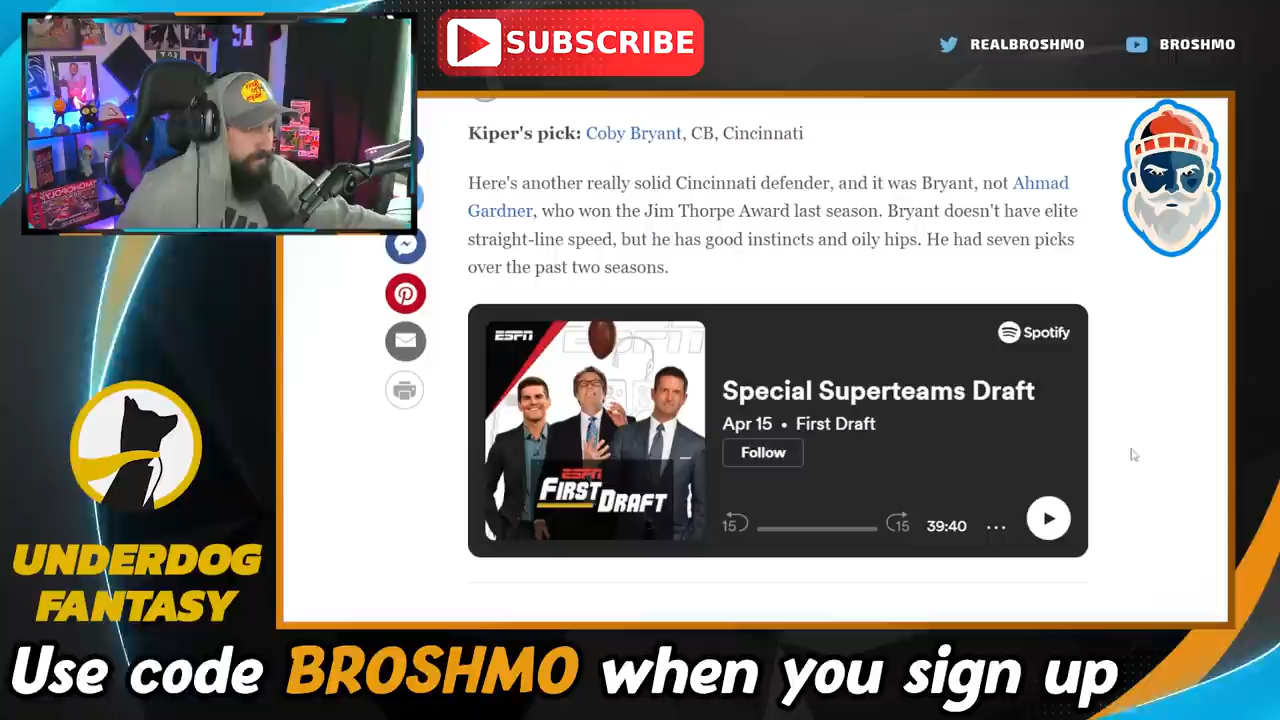 SUBSCRIBE
REALBROSHMO
BROSHMO
Kiper's pick: Coby Bryant, CB, Cincinnati
Here's another really solid Cincinnati defender, and it was Bryant, not Ahmad
Gardner, who won the Jim Thorpe Award last season. Bryant doesn't have elite
straight-line speed, but he has good instincts and oily hips. He had seven picks
over the past two seasons.
ESPN
Spotify
Special Superteams Draft
Apr 15 • First Draft
Follow
ESPN
FIRST DRAFT
15
15
39:40
UNDERDOG
FANTASY
Use code BROSHMO when you sign up
MONOPOLY